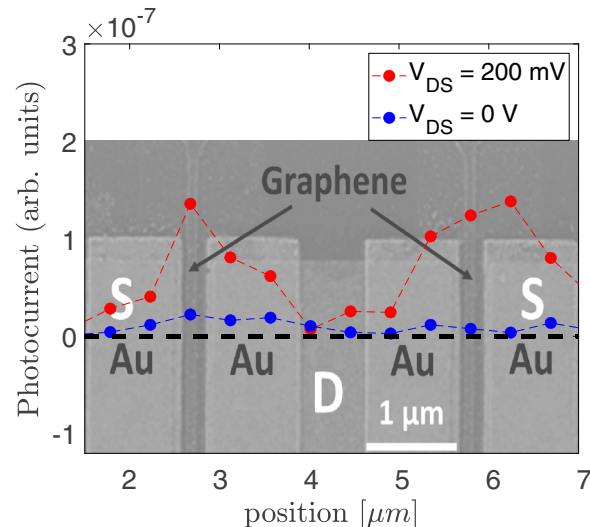 ×10⁻⁷
3
2
1
0
-1
Photocurrent (arb. units)
V_DS = 200 mV
V_DS = 0 V
Graphene
S
S
Au
Au
Au
Au
D
1 μm
2
3
4
5
6
7
position [μm]